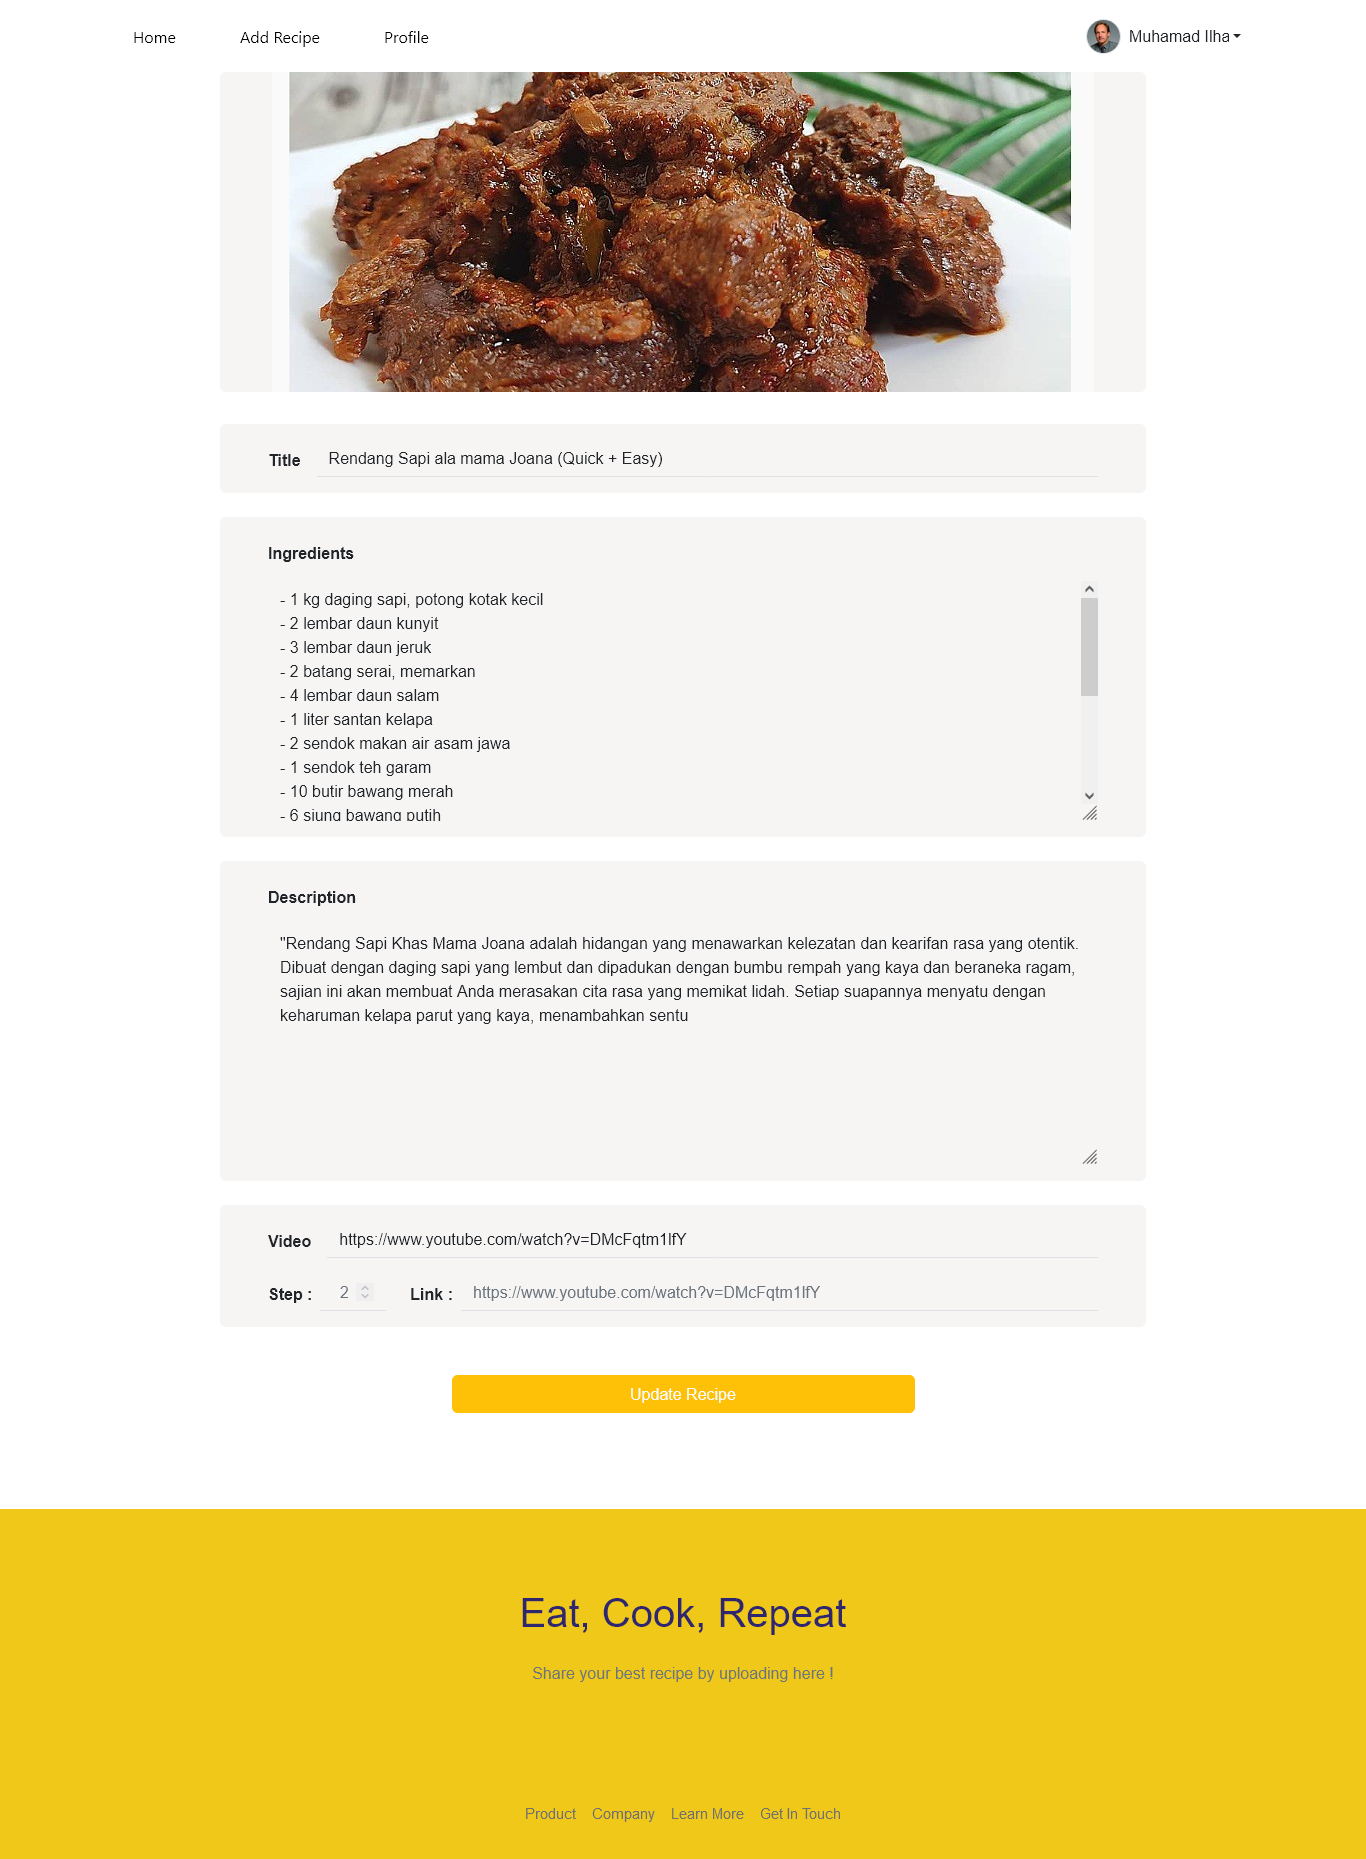 Home Add Recipe Profile Muhamad Ilha
Title Rendang Sapi ala mama Joana (Quick + Easy)
Ingredients
- 1 kg daging sapi, potong kotak kecil
- 2 lembar daun kunyit
- 3 lembar daun jeruk
- 2 batang serai, memarkan
- 4 lembar daun salam
- 1 liter santan kelapa
- 2 sendok makan air asam jawa
- 1 sendok teh garam
- 10 butir bawang merah
- 6 siung bawang putih
Description
"Rendang Sapi Khas Mama Joana adalah hidangan yang menawarkan kelezatan dan kearifan rasa yang otentik.
Dibuat dengan daging sapi yang lembut dan dipadukan dengan bumbu rempah yang kaya dan beraneka ragam,
sajian ini akan membuat Anda merasakan cita rasa yang memikat lidah. Setiap suapannya menyatu dengan
keharuman kelapa parut yang kaya, menambahkan sentu
Video https://www.youtube.com/watch?v=DMcFqtm1lfY
Step : 2 Link : https://www.youtube.com/watch?v=DMcFqtm1lfY
Update Recipe
Eat, Cook, Repeat
Share your best recipe by uploading here !
Product Company Learn More Get In Touch